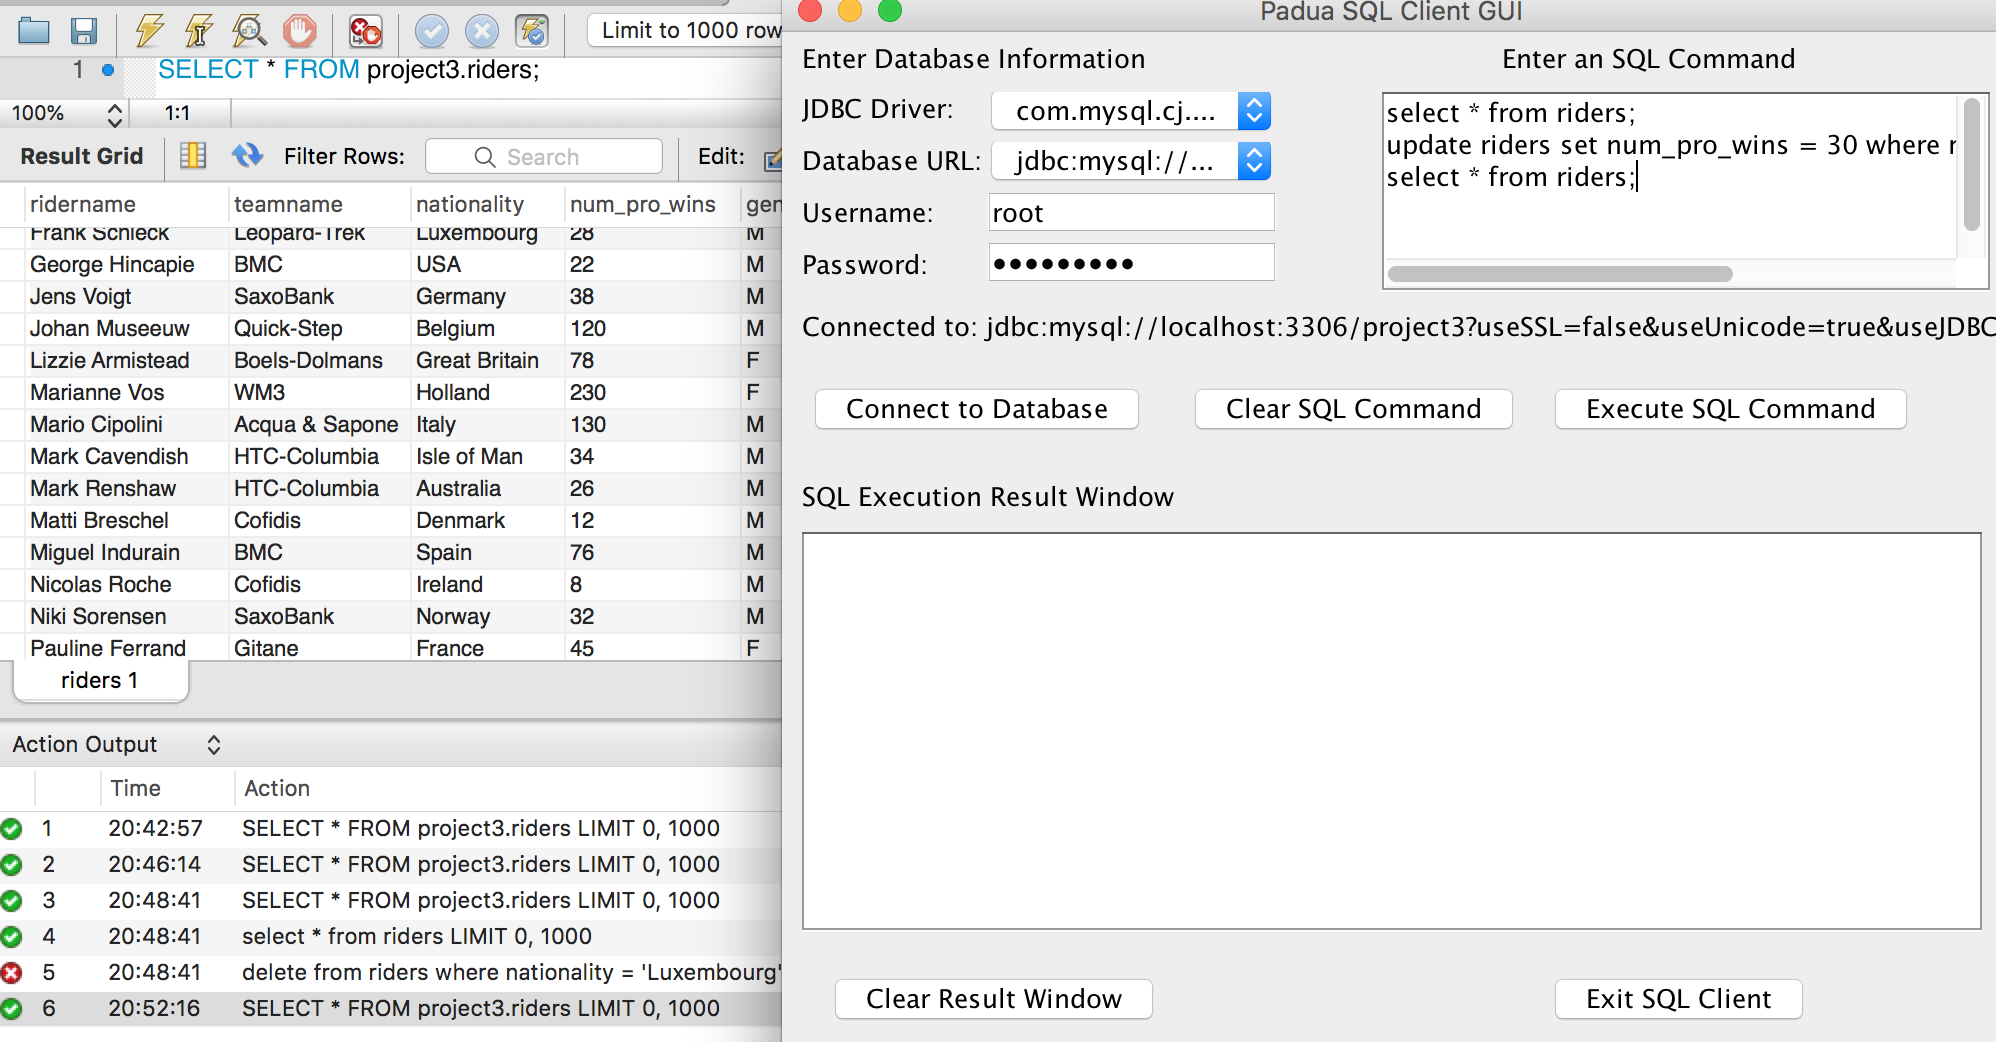 Limit to 1000 row
1 SELECT * FROM project3.riders;
100% 1:1
Result Grid Filter Rows: Search Edit:
ridername teamname nationality num_pro_wins gen
Frank Schleck Leopard-Trek Luxembourg 28 M
George Hincapie BMC USA 22 M
Jens Voigt SaxoBank Germany 38 M
Johan Museeuw Quick-Step Belgium 120 M
Lizzie Armistead Boels-Dolmans Great Britain 78 F
Marianne Vos WM3 Holland 230 F
Mario Cipolini Acqua & Sapone Italy 130 M
Mark Cavendish HTC-Columbia Isle of Man 34 M
Mark Renshaw HTC-Columbia Australia 26 M
Matti Breschel Cofidis Denmark 12 M
Miguel Indurain BMC Spain 76 M
Nicolas Roche Cofidis Ireland 8 M
Niki Sorensen SaxoBank Norway 32 M
Pauline Ferrand Gitane France 45 F
riders 1
Action Output
Time Action
1 20:42:57 SELECT * FROM project3.riders LIMIT 0, 1000
2 20:46:14 SELECT * FROM project3.riders LIMIT 0, 1000
3 20:48:41 SELECT * FROM project3.riders LIMIT 0, 1000
4 20:48:41 select * from riders LIMIT 0, 1000
5 20:48:41 delete from riders where nationality = 'Luxembourg'
6 20:52:16 SELECT * FROM project3.riders LIMIT 0, 1000
Padua SQL Client GUI
Enter Database Information
JDBC Driver: com.mysql.cj....
Database URL: jdbc:mysql://...
Username: root
Password: •••••••••
Enter an SQL Command
select * from riders;
update riders set num_pro_wins = 30 where r
select * from riders;
Connected to: jdbc:mysql://localhost:3306/project3?useSSL=false&useUnicode=true&useJDBC
Connect to Database Clear SQL Command Execute SQL Command
SQL Execution Result Window
Clear Result Window Exit SQL Client